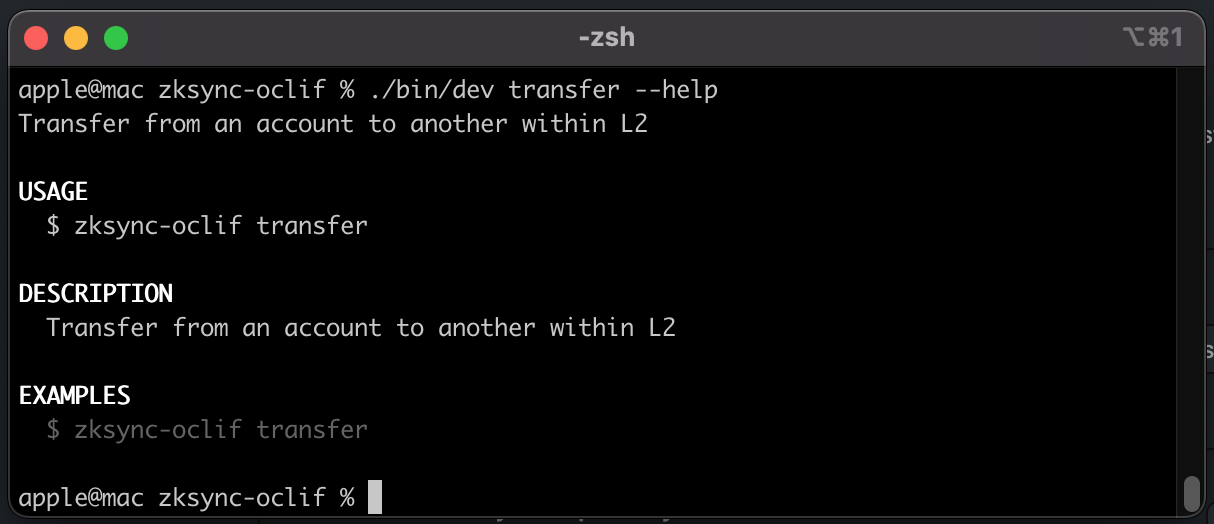 -zsh
⌥⌘1
apple@mac zksync-oclif % ./bin/dev transfer --help
Transfer from an account to another within L2
USAGE
$ zksync-oclif transfer
DESCRIPTION
Transfer from an account to another within L2
EXAMPLES
$ zksync-oclif transfer
apple@mac zksync-oclif %